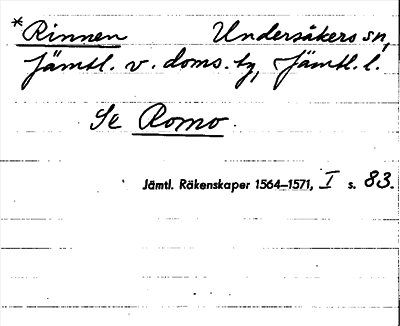 *Rinnen Undersåkers sn,
Jämtl. v. doms. tg, Jämtl. l.
Se Romo.
Jämtl. Räkenskaper 1564–1571, I s. 83.